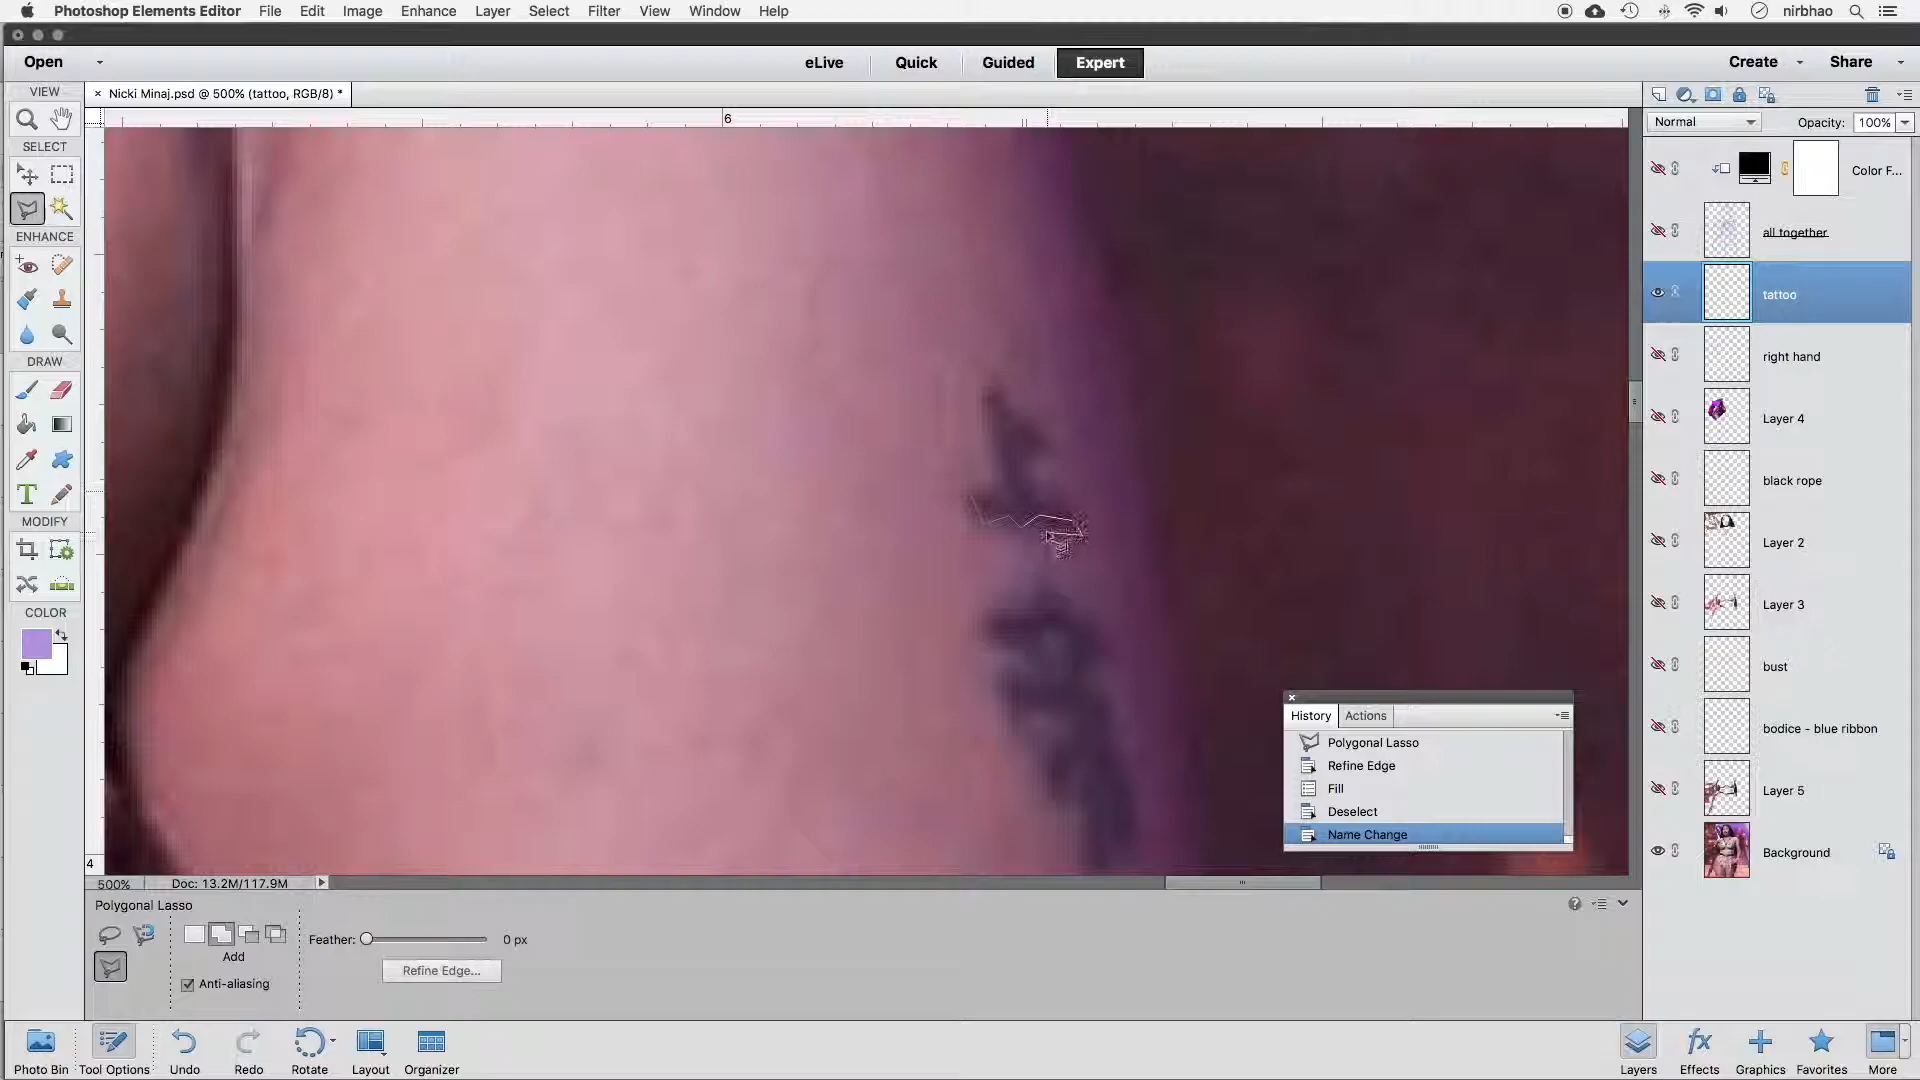 Photoshop Elements Editor File Edit Image Enhance Layer Select Filter View Window Help nirbhao
Open eLive Quick Guided Expert Create Share
VIEW
× Nicki Minaj.psd @ 500% (tattoo, RGB/8) *
6
Normal Opacity: 100%
SELECT
Color F...
all together
ENHANCE
tattoo
right hand
DRAW
Layer 4
black rope
T
MODIFY
Layer 2
Layer 3
COLOR
bust
History Actions
bodice - blue ribbon
Polygonal Lasso
Refine Edge
Fill
Layer 5
Deselect
Name Change
Background
4
500% Doc: 13.2M/117.9M
Polygonal Lasso
Feather: 0 px
Add
Refine Edge...
Anti-aliasing
Photo Bin Tool Options Undo Redo Rotate Layout Organizer
fx
Layers Effects Graphics Favorites More